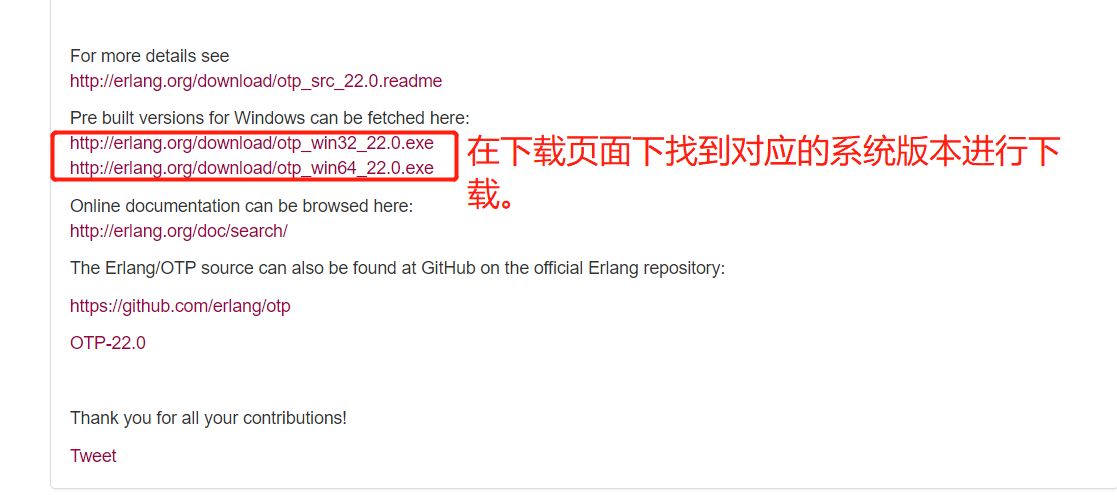 For more details see
http://erlang.org/download/otp_src_22.0.readme
Pre built versions for Windows can be fetched here:
http://erlang.org/download/otp_win32_22.0.exe
http://erlang.org/download/otp_win64_22.0.exe
在下载页面下找到对应的系统版本进行下
载。
Online documentation can be browsed here:
http://erlang.org/doc/search/
The Erlang/OTP source can also be found at GitHub on the official Erlang repository:
https://github.com/erlang/otp
OTP-22.0
Thank you for all your contributions!
Tweet